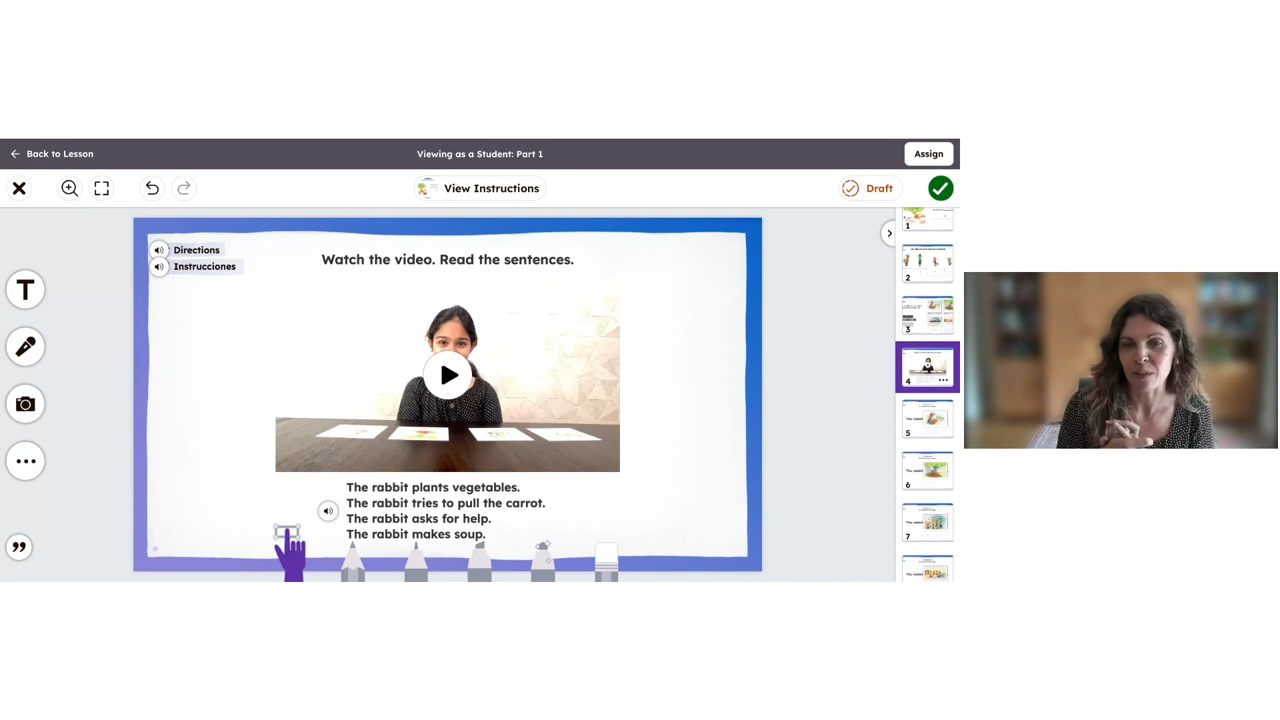 Back to Lesson
Viewing as a Student: Part 1
Assign
View Instructions
Draft
Directions
Instrucciones
Watch the video. Read the sentences.
The rabbit plants vegetables.
The rabbit tries to pull the carrot.
The rabbit asks for help.
The rabbit makes soup.
T
1
2
3
4
5
6
7